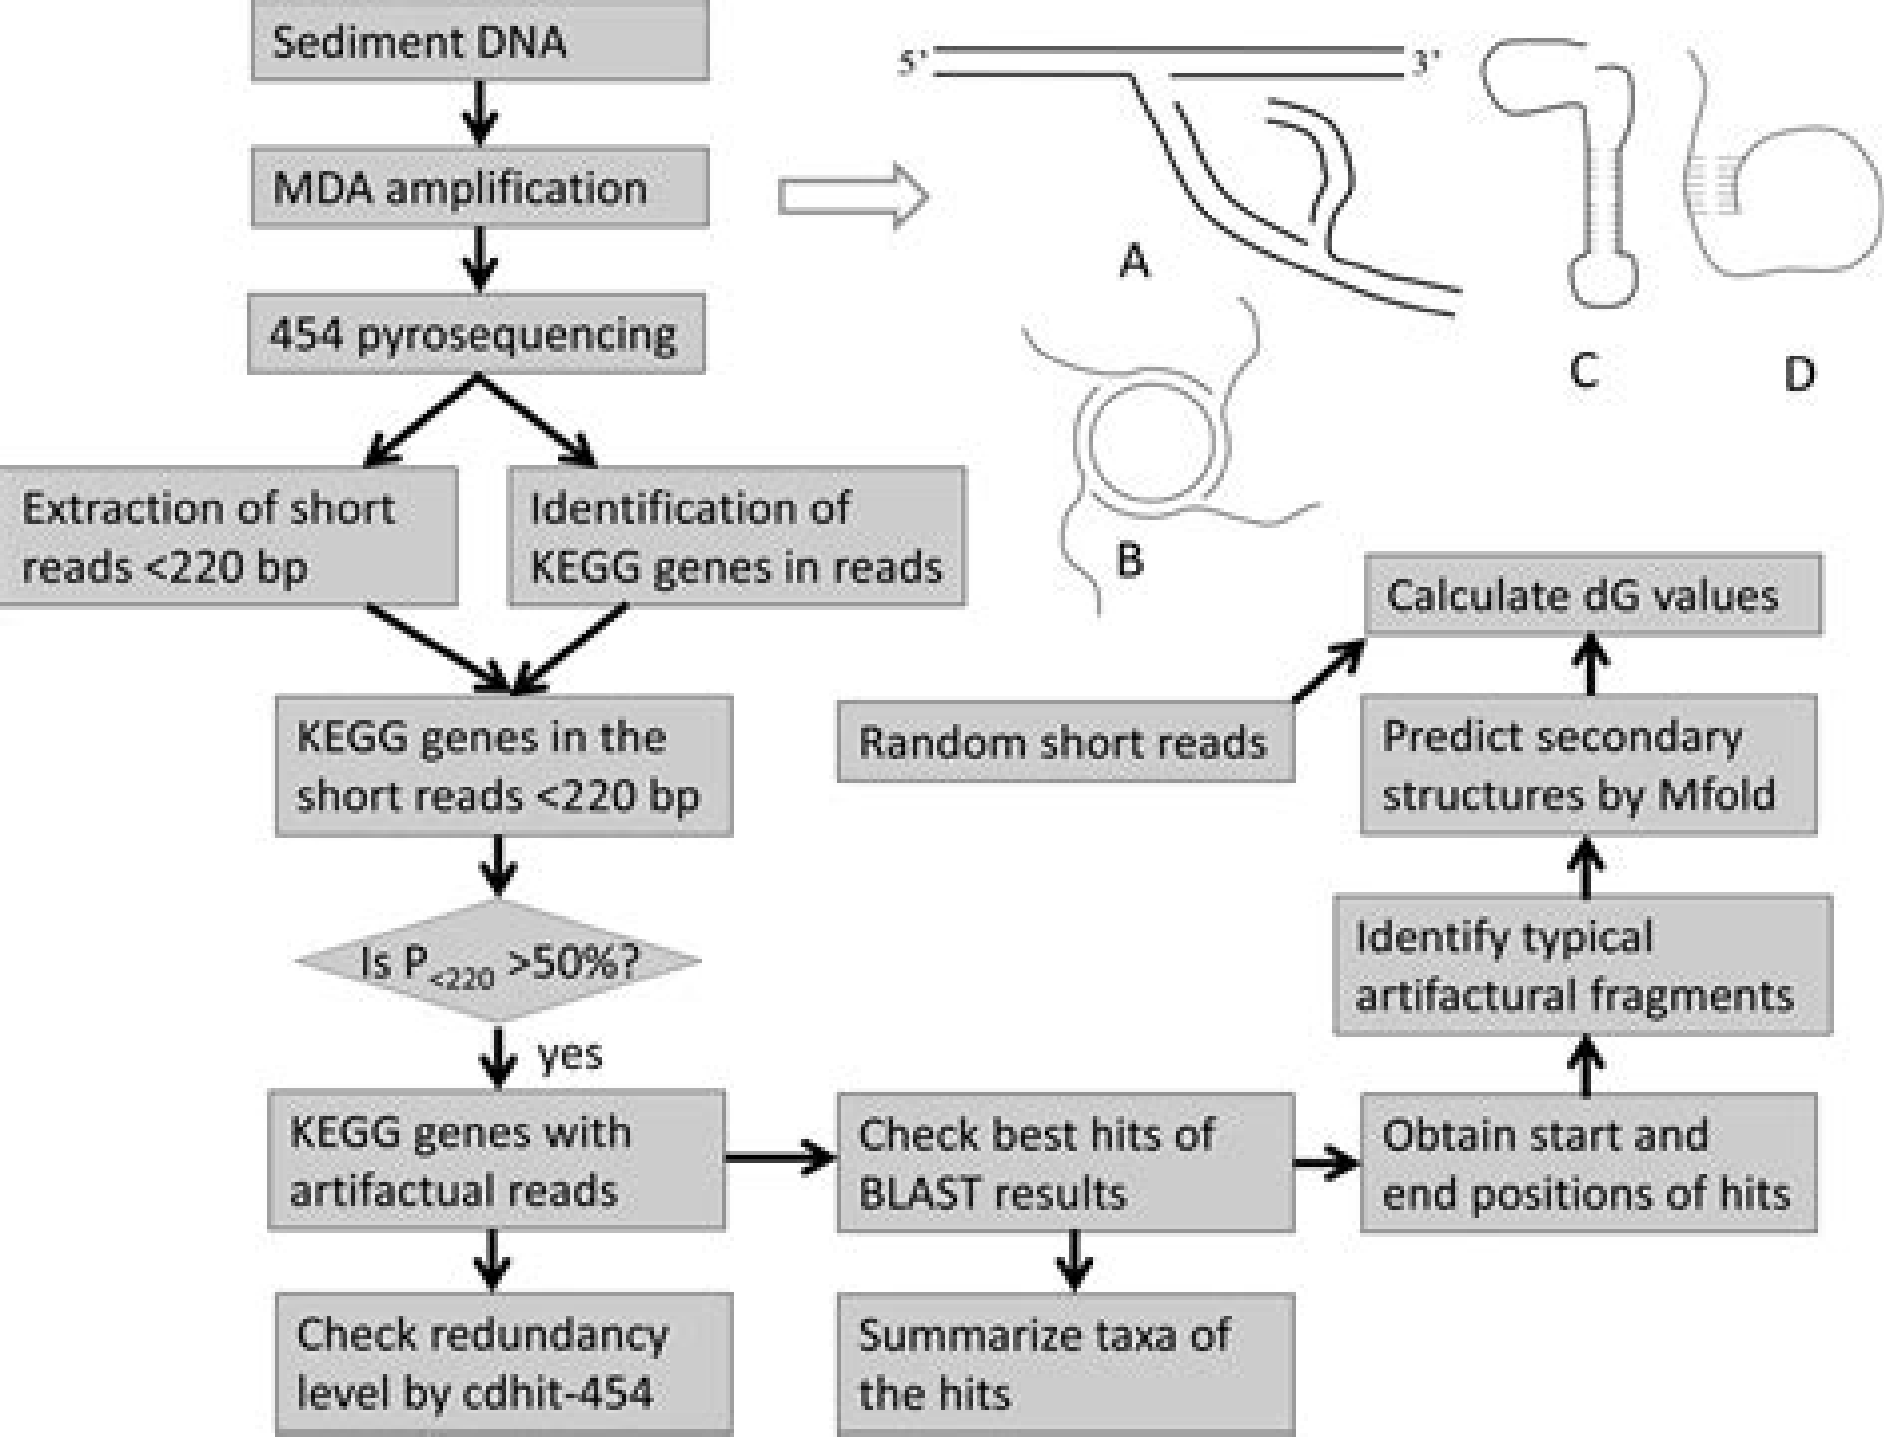 Sediment DNA
MDA amplification
454 pyrosequencing
Extraction of short
reads <220 bp
Identification of
KEGG genes in reads
KEGG genes in the
short reads <220 bp
Is P<220 >50%?
yes
KEGG genes with
artifactual reads
Check redundancy
level by cdhit-454
Check best hits of
BLAST results
Summarize taxa of
the hits
Obtain start and
end positions of hits
Identify typical
artifactural fragments
Predict secondary
structures by Mfold
Random short reads
Calculate dG values
5'
3'
A
B
C
D